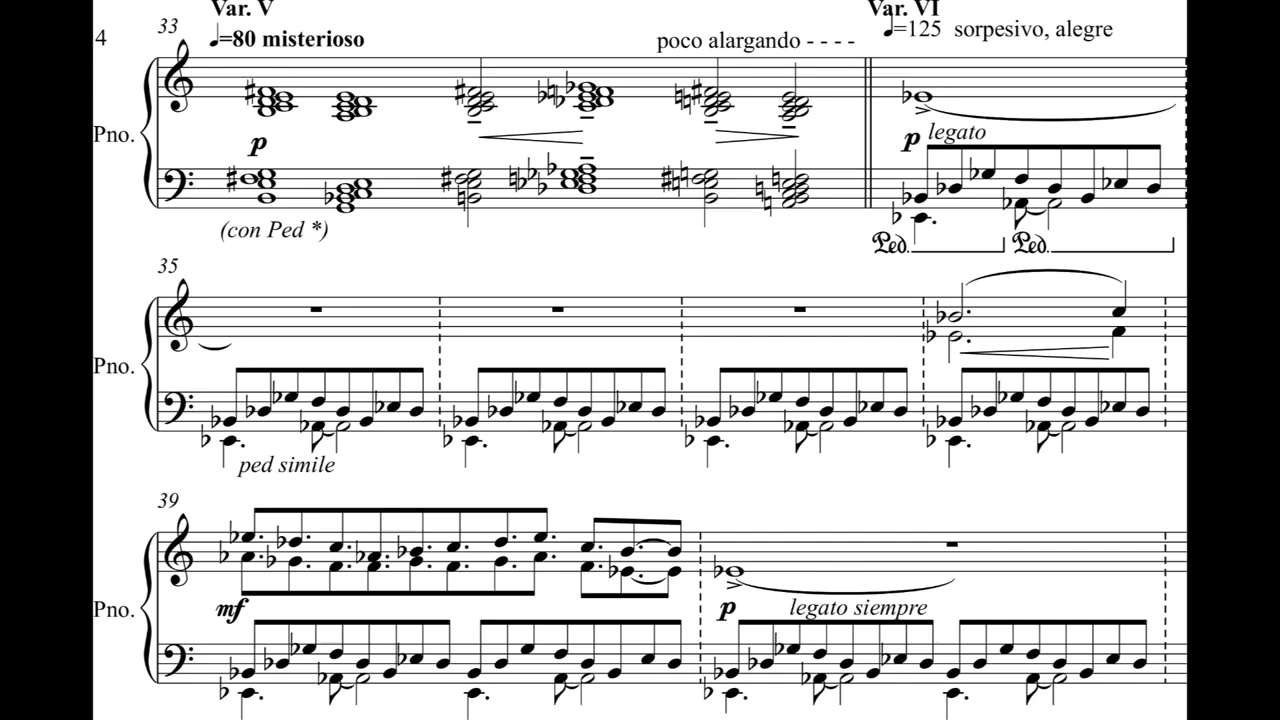 Var. V
Var. VI
4
33
♩=80 misterioso
poco alargando - - - -
♩=125 sorpesivo, alegre
Pno.
p
p legato
(con Ped *)
Ped.
Ped.
35
Pno.
ped simile
39
Pno.
mf
p
legato siempre